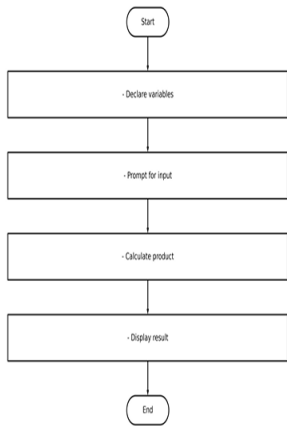 Start
- Declare variables
- Prompt for input
- Calculate product
- Display result
End